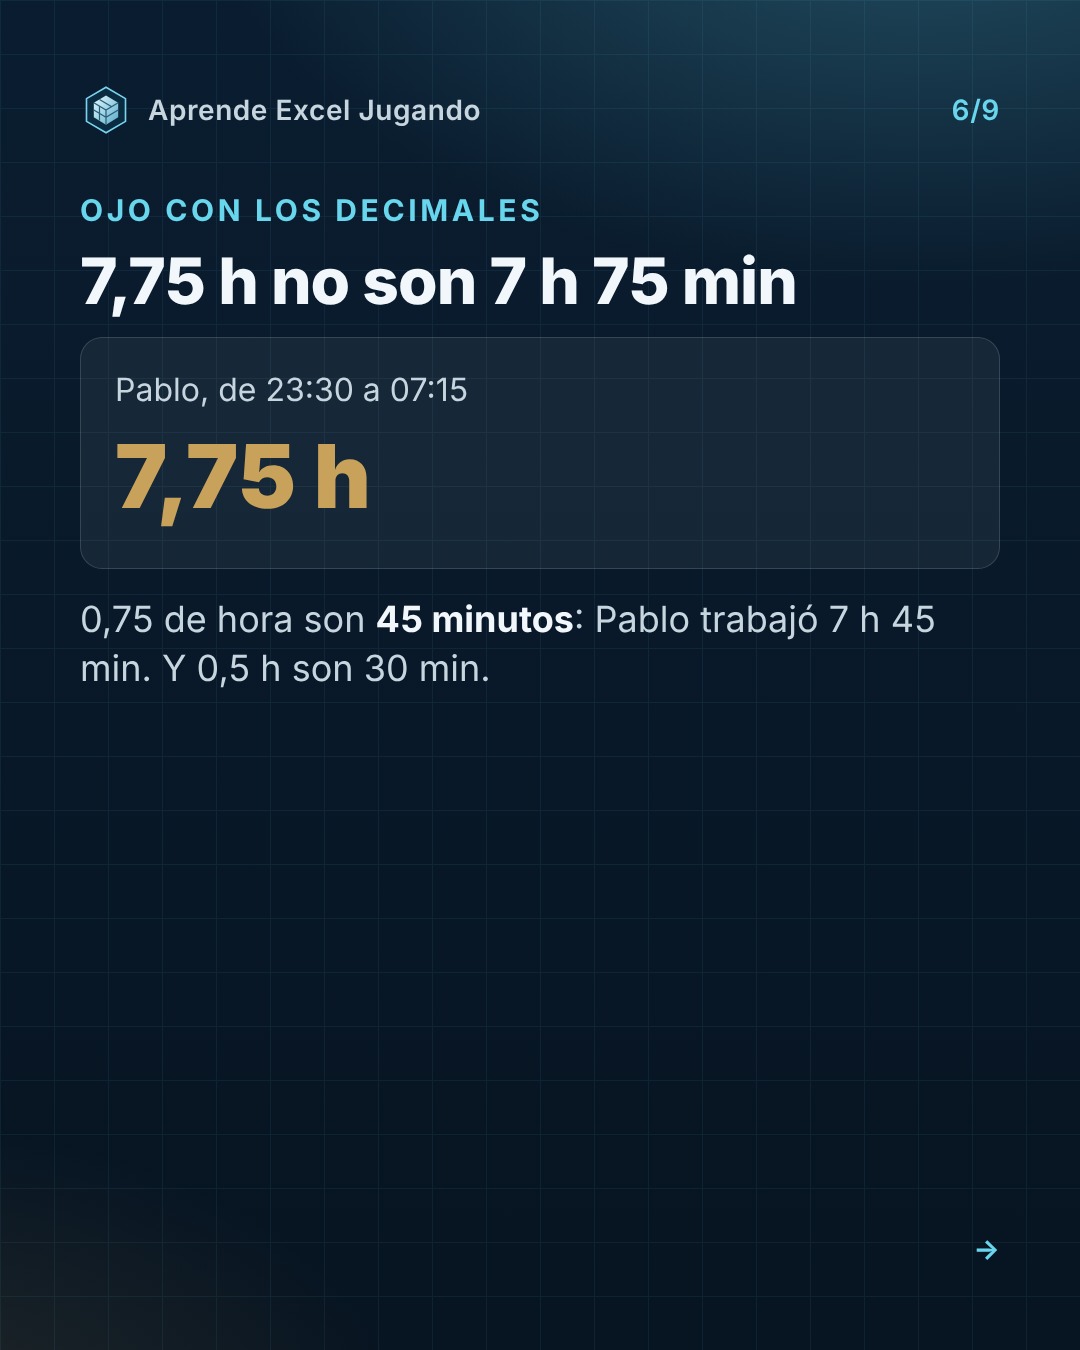 Aprende Excel Jugando
6/9
OJO CON LOS DECIMALES
7,75 h no son 7 h 75 min
Pablo, de 23:30 a 07:15
7,75 h
0,75 de hora son 45 minutos: Pablo trabajó 7 h 45
min. Y 0,5 h son 30 min.
→